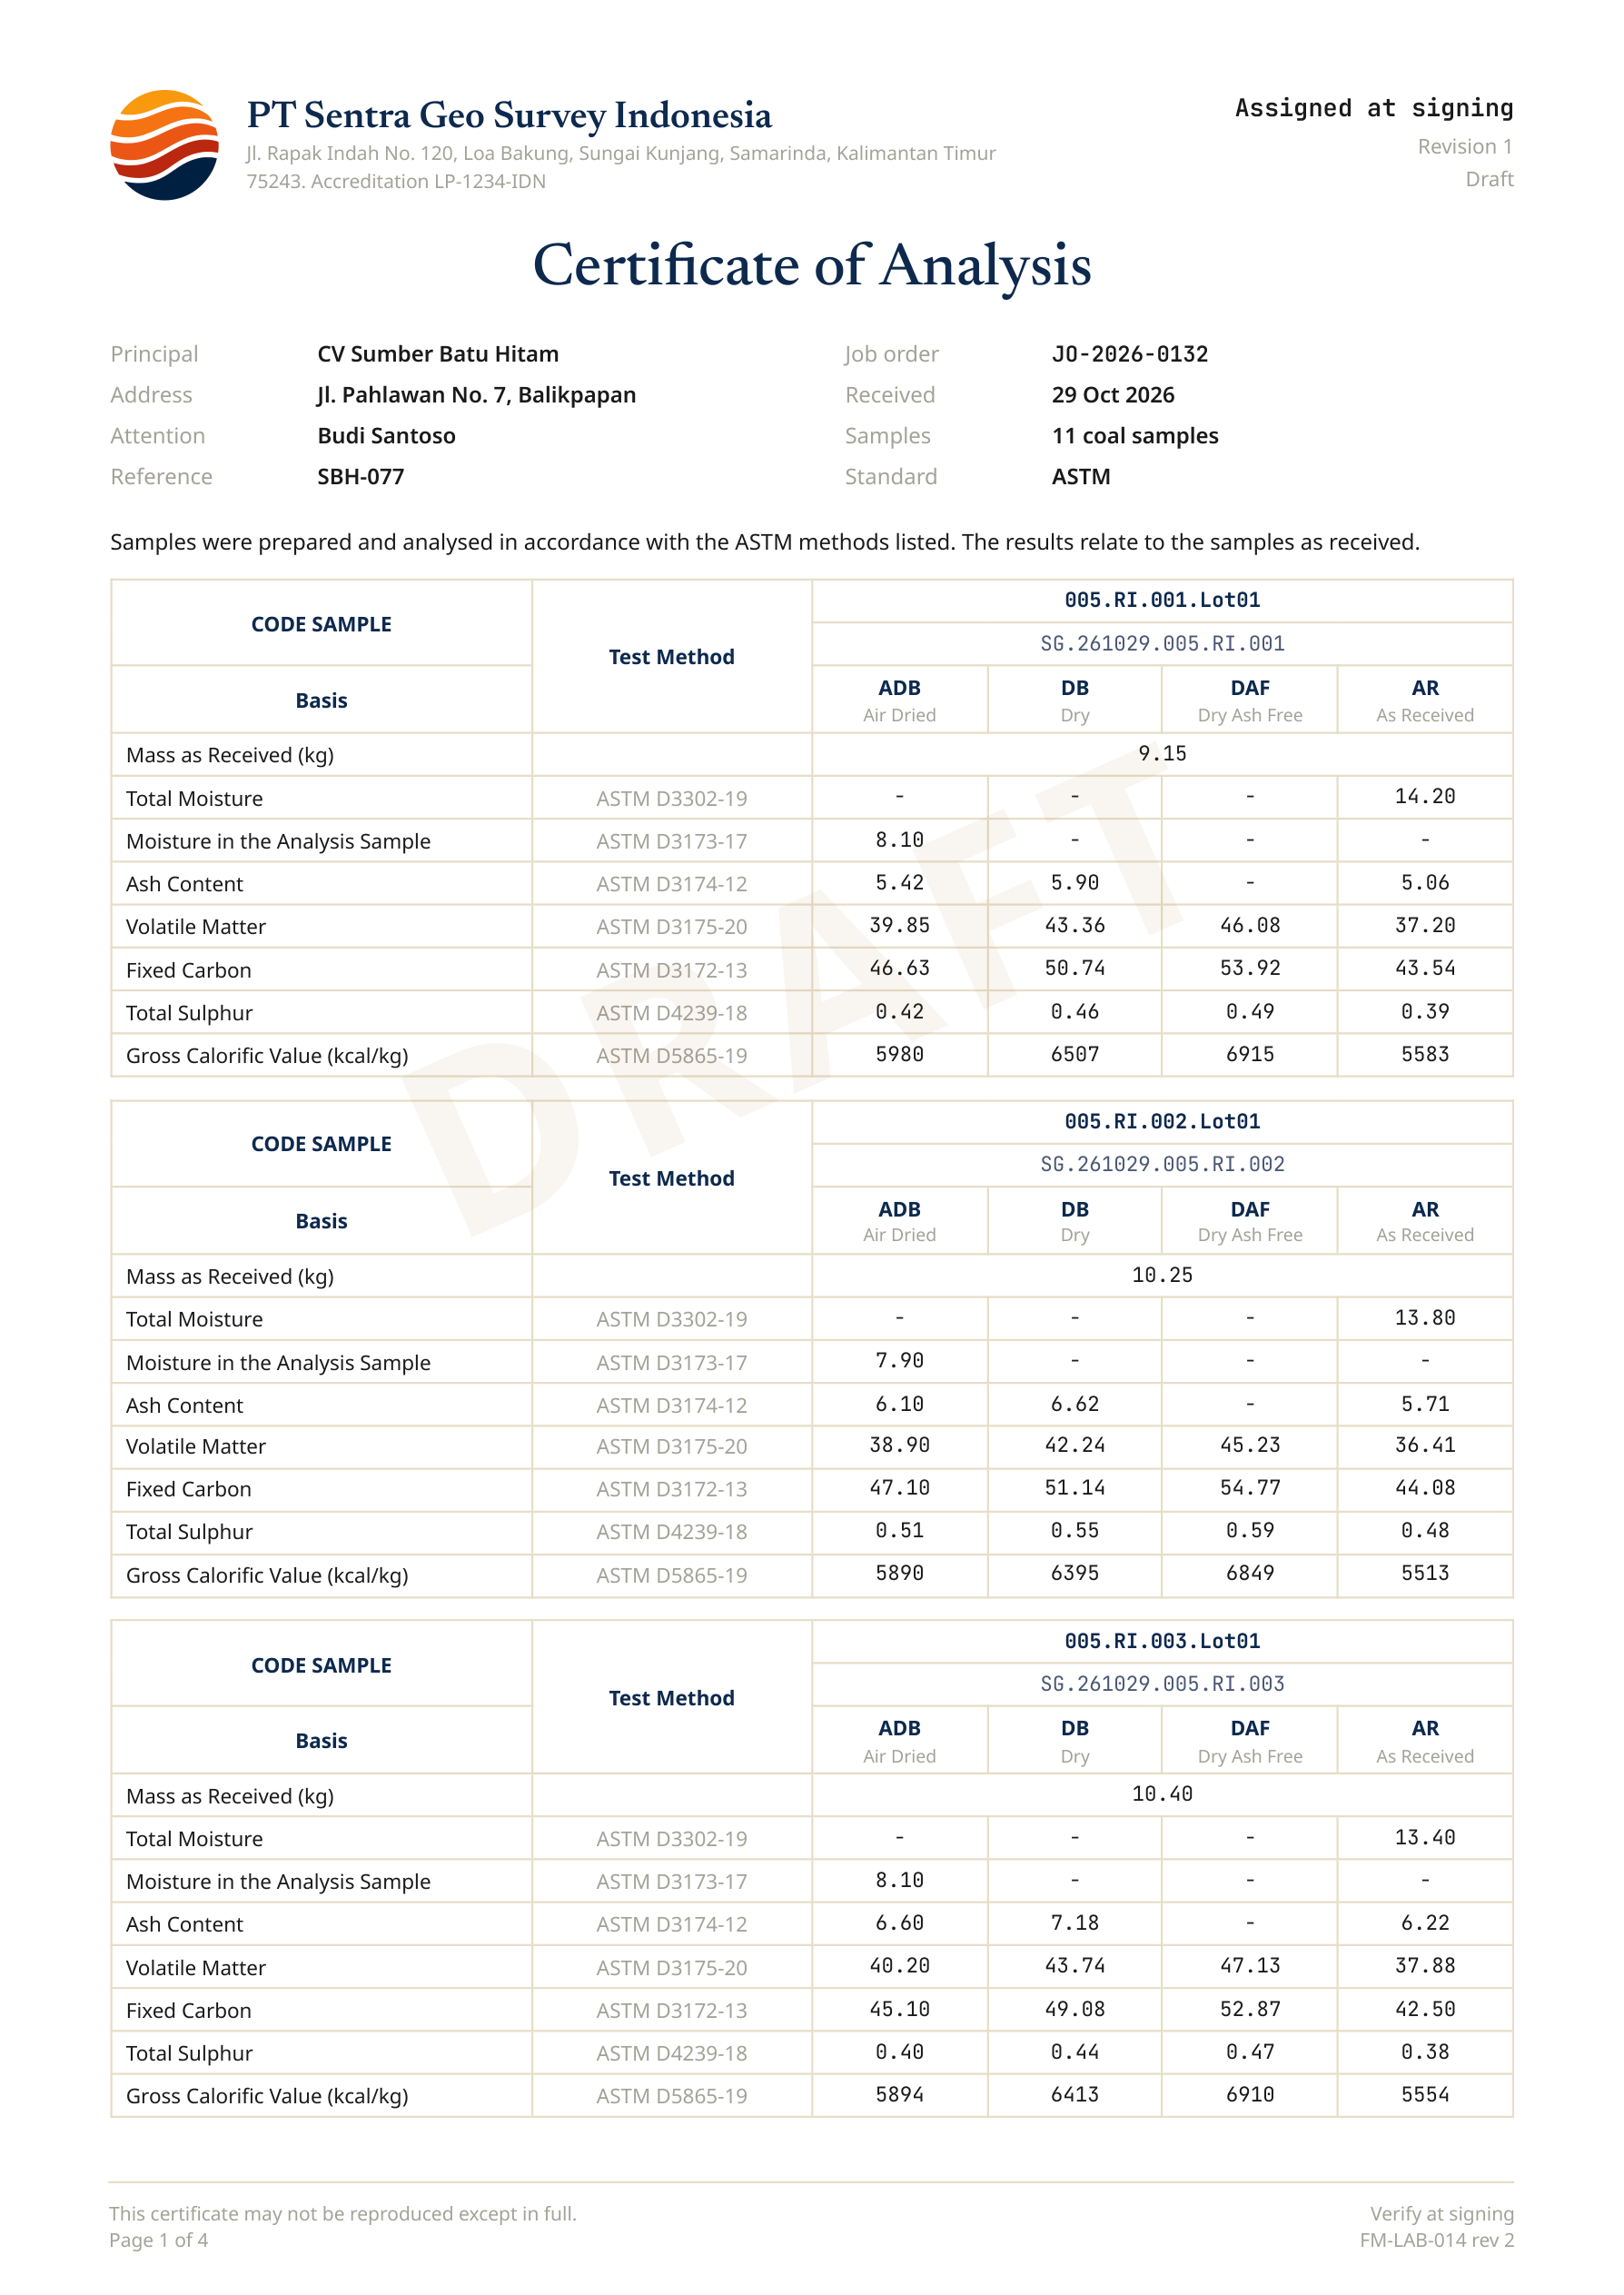 PT Sentra Geo Survey Indonesia
Jl. Rapak Indah No. 120, Loa Bakung, Sungai Kunjang, Samarinda, Kalimantan Timur
75243. Accreditation LP-1234-IDN
Assigned at signing
Revision 1
Draft
Certificate of Analysis
Principal CV Sumber Batu Hitam Job order JO-2026-0132
Address Jl. Pahlawan No. 7, Balikpapan Received 29 Oct 2026
Attention Budi Santoso Samples 11 coal samples
Reference SBH-077 Standard ASTM
Samples were prepared and analysed in accordance with the ASTM methods listed. The results relate to the samples as received.
CODE SAMPLE Test Method 005.RI.001.Lot01
SG.261029.005.RI.001
Basis ADB DB DAF AR
Air Dried Dry Dry Ash Free As Received
Mass as Received (kg) 9.15
Total Moisture ASTM D3302-19 - - - 14.20
Moisture in the Analysis Sample ASTM D3173-17 8.10 - - -
Ash Content ASTM D3174-12 5.42 5.90 - 5.06
Volatile Matter ASTM D3175-20 39.85 43.36 46.08 37.20
Fixed Carbon ASTM D3172-13 46.63 50.74 53.92 43.54
Total Sulphur ASTM D4239-18 0.42 0.46 0.49 0.39
Gross Calorific Value (kcal/kg) ASTM D5865-19 5980 6507 6915 5583
DRAFT
CODE SAMPLE Test Method 005.RI.002.Lot01
SG.261029.005.RI.002
Basis ADB DB DAF AR
Air Dried Dry Dry Ash Free As Received
Mass as Received (kg) 10.25
Total Moisture ASTM D3302-19 - - - 13.80
Moisture in the Analysis Sample ASTM D3173-17 7.90 - - -
Ash Content ASTM D3174-12 6.10 6.62 - 5.71
Volatile Matter ASTM D3175-20 38.90 42.24 45.23 36.41
Fixed Carbon ASTM D3172-13 47.10 51.14 54.77 44.08
Total Sulphur ASTM D4239-18 0.51 0.55 0.59 0.48
Gross Calorific Value (kcal/kg) ASTM D5865-19 5890 6395 6849 5513
CODE SAMPLE Test Method 005.RI.003.Lot01
SG.261029.005.RI.003
Basis ADB DB DAF AR
Air Dried Dry Dry Ash Free As Received
Mass as Received (kg) 10.40
Total Moisture ASTM D3302-19 - - - 13.40
Moisture in the Analysis Sample ASTM D3173-17 8.10 - - -
Ash Content ASTM D3174-12 6.60 7.18 - 6.22
Volatile Matter ASTM D3175-20 40.20 43.74 47.13 37.88
Fixed Carbon ASTM D3172-13 45.10 49.08 52.87 42.50
Total Sulphur ASTM D4239-18 0.40 0.44 0.47 0.38
Gross Calorific Value (kcal/kg) ASTM D5865-19 5894 6413 6910 5554
This certificate may not be reproduced except in full. Verify at signing
Page 1 of 4 FM-LAB-014 rev 2